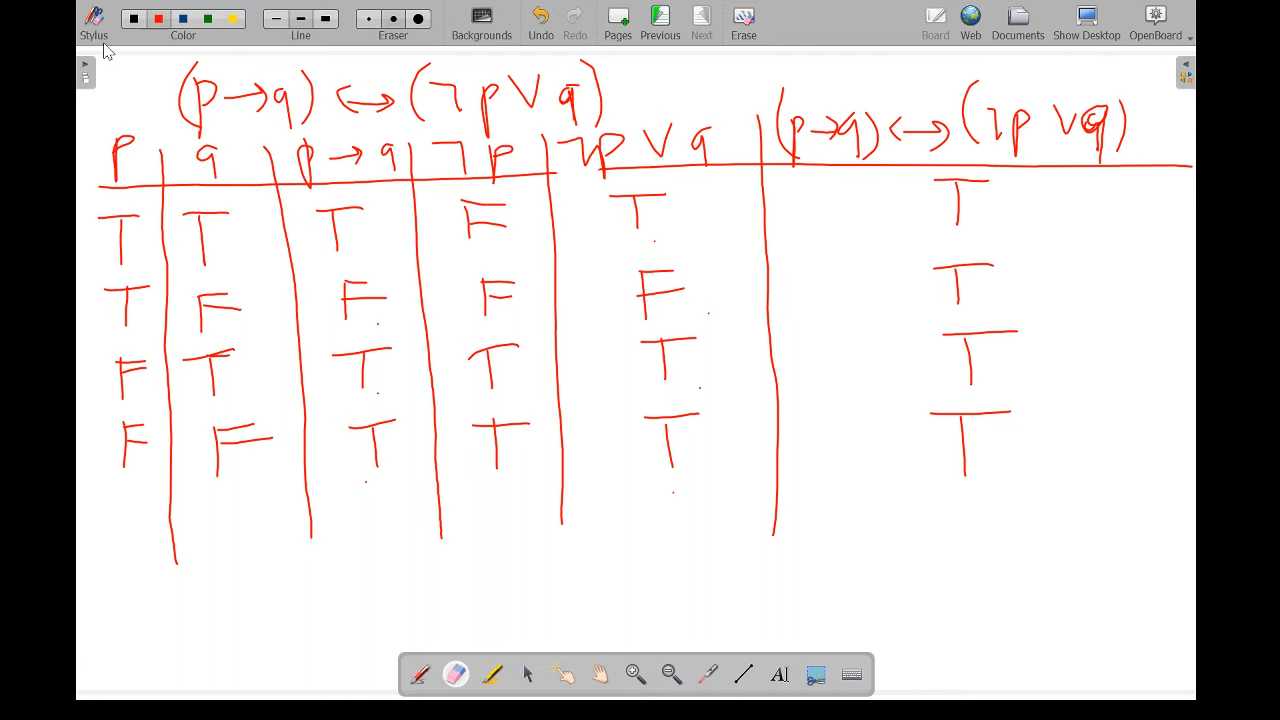 Stylus Color Line Eraser Backgrounds Undo Redo Pages Previous Next Erase Board Web Documents Show Desktop OpenBoard
(p→q) ↔ (¬p∨q)
p q p→q ¬p ¬p∨q (p→q)↔(¬p∨q)
T T T F T T
T F F F F T
F T T T T T
F F T T T T